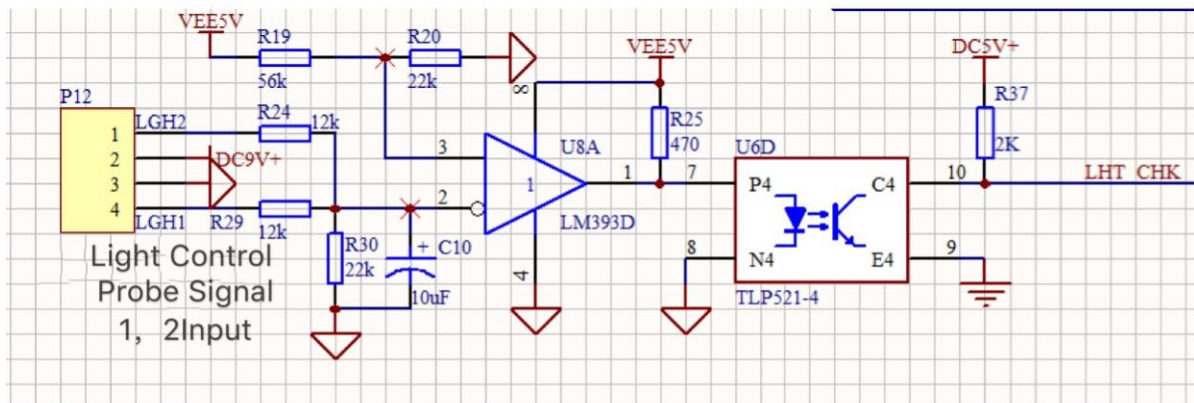 VEE5V
R19
56k
R20
22k
P12
1
2
3
4
LGH2
DC9V+
LGH1
R24
12k
R29
12k
R30
22k
C10
+
10uF
Light Control
Probe Signal
1, 2Input
3
2
8
4
1
1
U8A
LM393D
VEE5V
R25
470
7
8
U6D
P4
C4
N4
E4
TLP521-4
10
9
DC5V+
R37
2K
LHT CHK